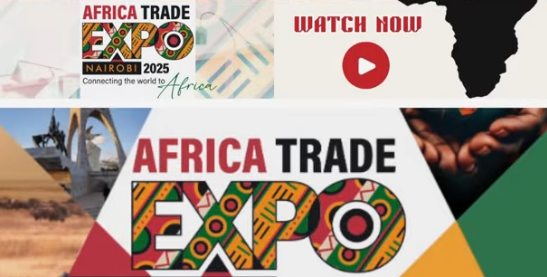 AFRICA TRADE
EXPO
NAIROBI 2025
Connecting the world to
Africa
WATCH NOW
AFRICA TRADE
EXPO